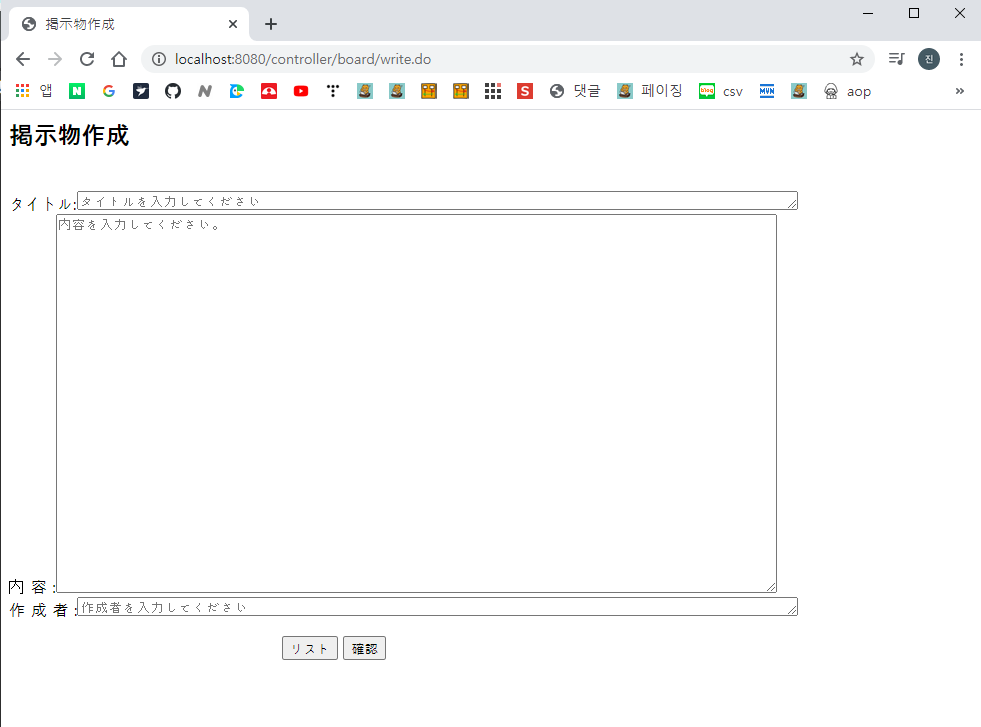 掲示物作成
localhost:8080/controller/board/write.do
진
앱 N G N S 댓글 페이징 blog csv MVN aop
掲示物作成
タイトル:タイトルを入力してください
内容を入力してください。
内 容 :
作 成 者 :作成者を入力してください
リスト 確認